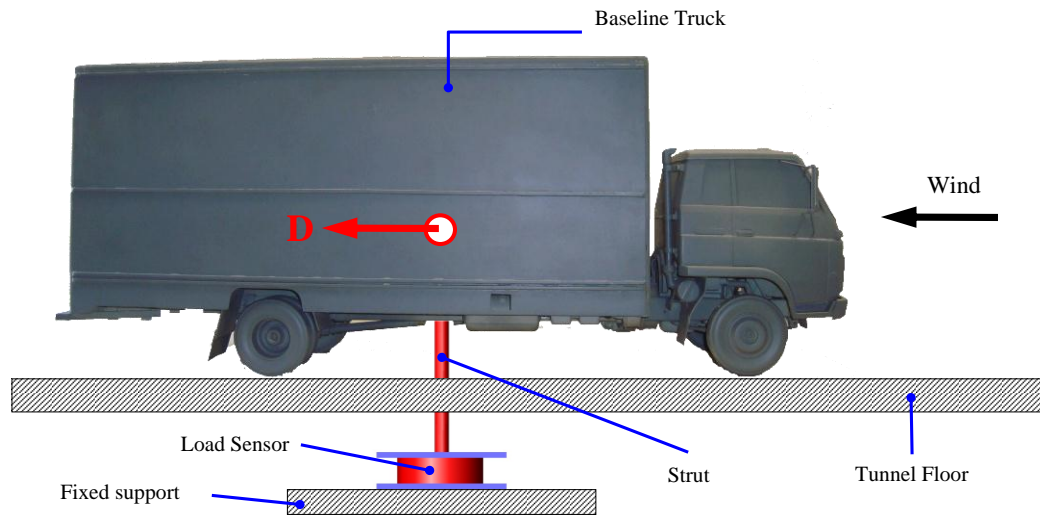 Baseline Truck
Wind
D
Load Sensor
Strut
Tunnel Floor
Fixed support